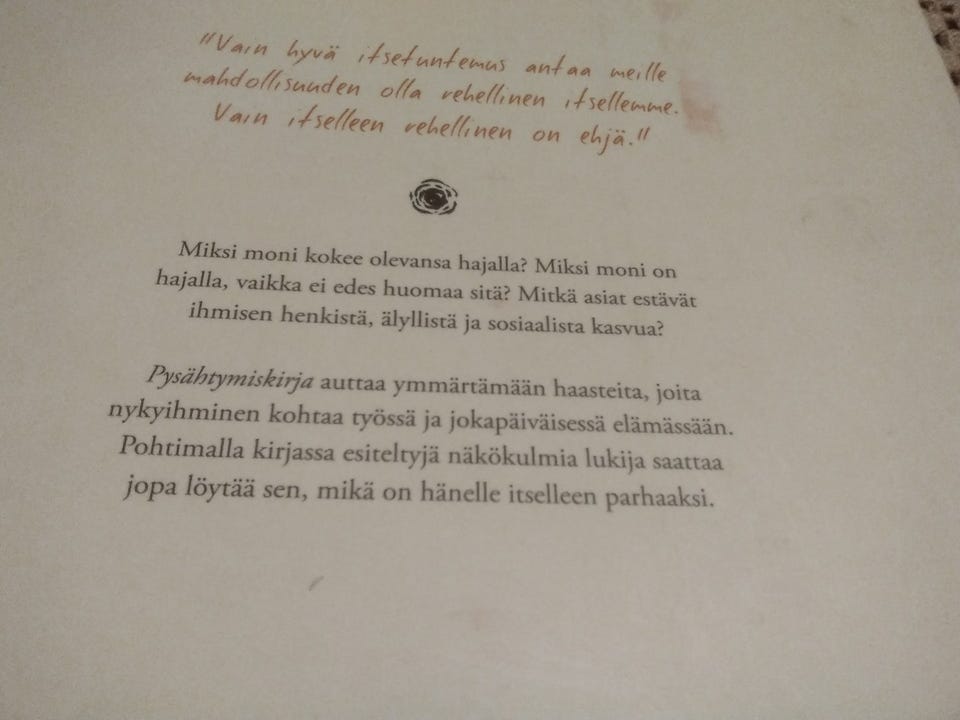 "Vain hyvä itsetuntemus antaa meille
mahdollisuuden olla rehellinen itsellemme.
Vain itselleen rehellinen on ehjä."
Miksi moni kokee olevansa hajalla? Miksi moni on
hajalla, vaikka ei edes huomaa sitä? Mitkä asiat estävät
ihmisen henkistä, älyllistä ja sosiaalista kasvua?
Pysähtymiskirja auttaa ymmärtämään haasteita, joita
nykyihminen kohtaa työssä ja jokapäiväisessä elämässään.
Pohtimalla kirjassa esiteltyjä näkökulmia lukija saattaa
jopa löytää sen, mikä on hänelle itselleen parhaaksi.